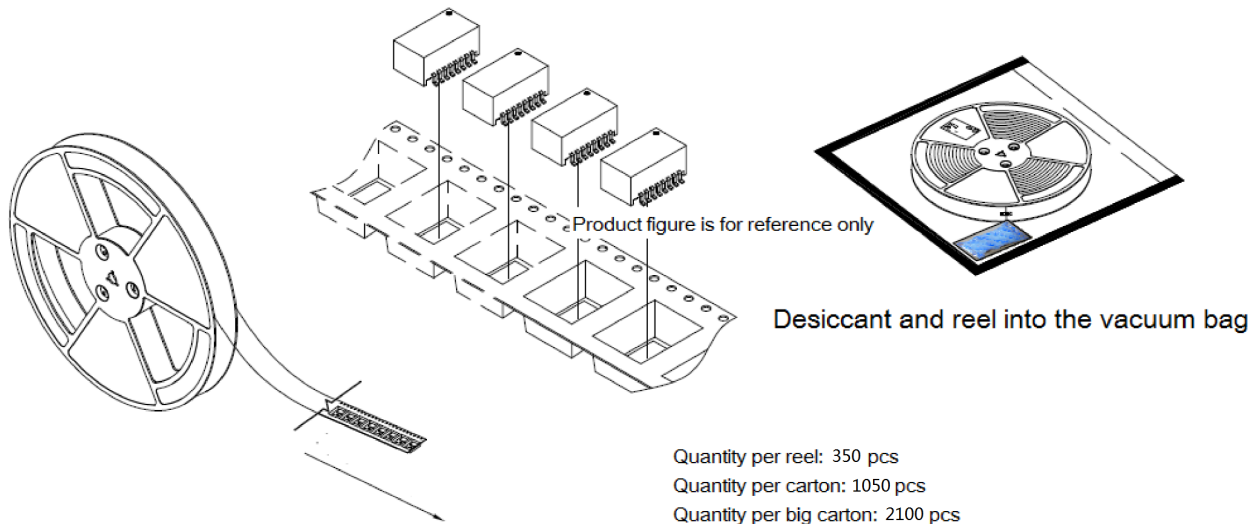 Product figure is for reference only
Desiccant and reel into the vacuum bag
Quantity per reel: 350 pcs
Quantity per carton: 1050 pcs
Quantity per big carton: 2100 pcs